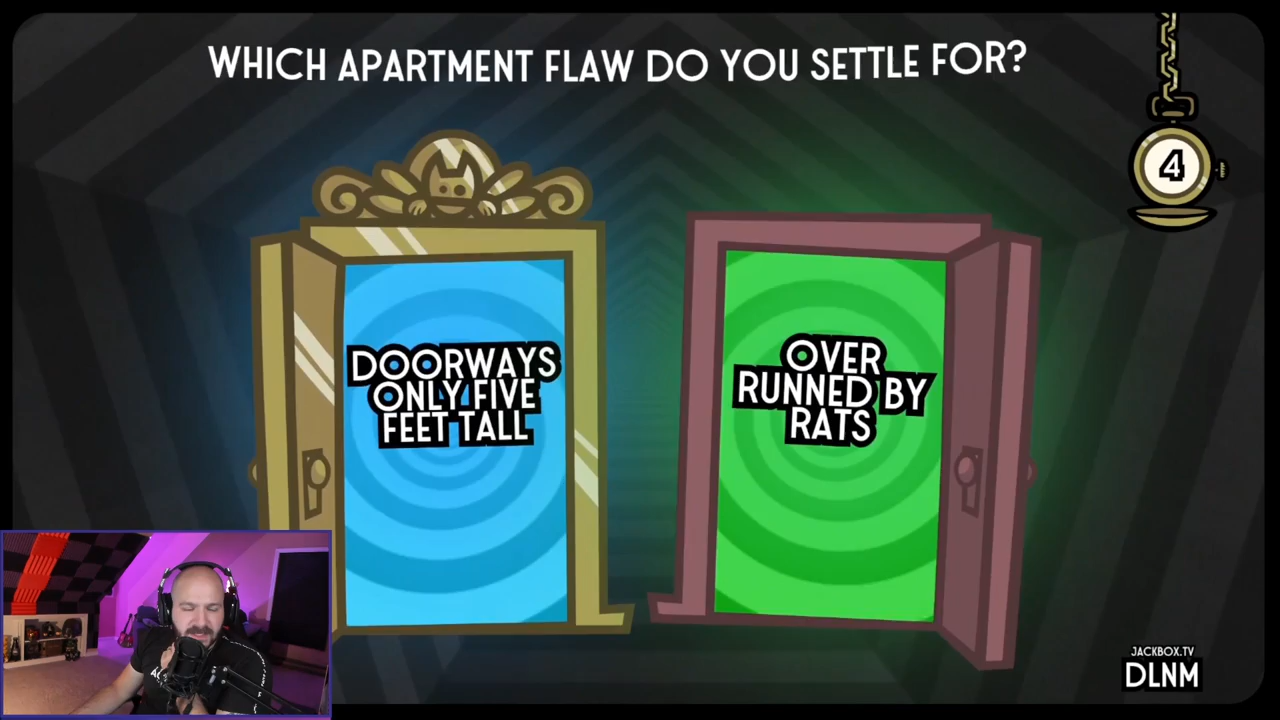 WHICH APARTMENT FLAW DO YOU SETTLE FOR?
4
DOORWAYS
ONLY FIVE
FEET TALL
OVER
RUNNED BY
RATS
JACKBOX.TV
DLNM